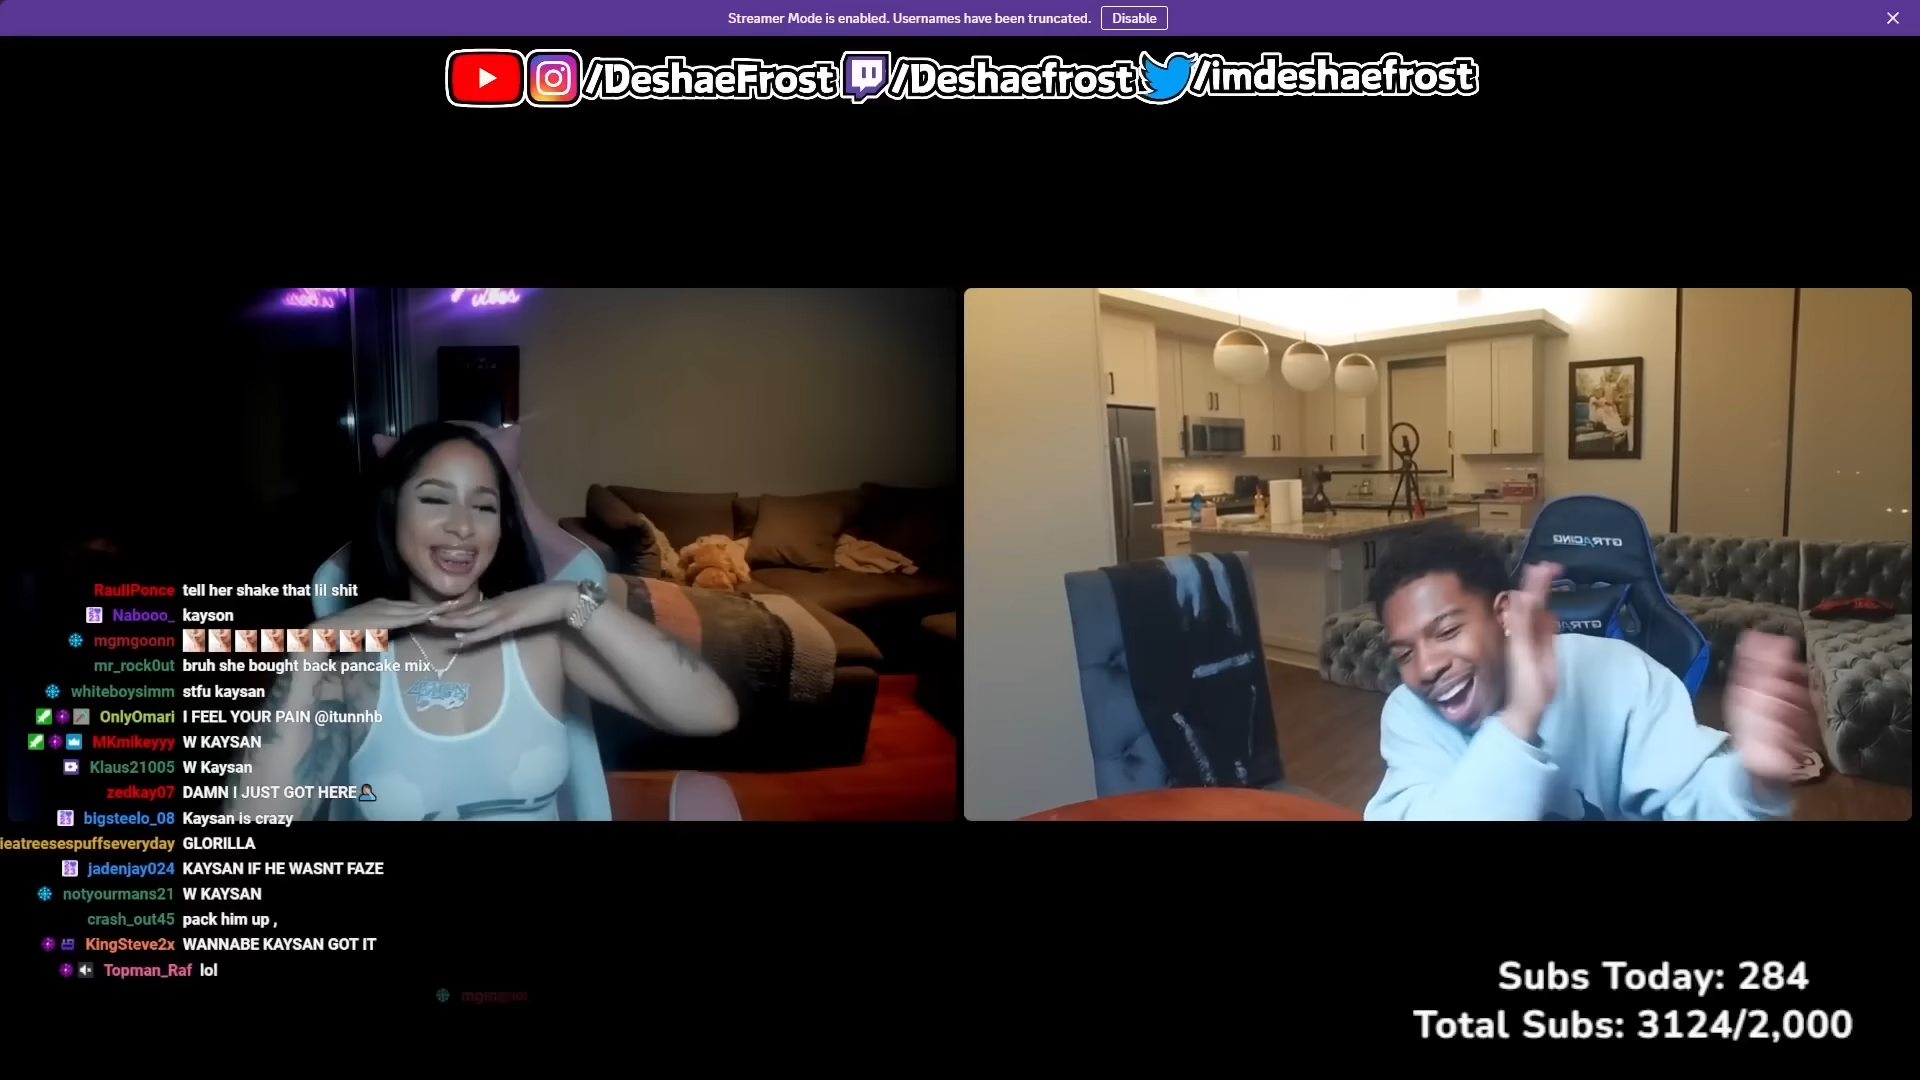 Streamer Mode is enabled. Usernames have been truncated. Disable
/DeshaeFrost /Deshaefrost /imdeshaefrost
vibes
GTRACING
RaullPonce tell her shake that lil shit
Nabooo_ kayson
mgmgoonn
mr_rock0ut bruh she bought back pancake mix
whiteboysimm stfu kaysan
OnlyOmari I FEEL YOUR PAIN @itunnhb
MKmikeyyy W KAYSAN
Klaus21005 W Kaysan
zedkay07 DAMN I JUST GOT HERE
bigsteelo_08 Kaysan is crazy
ieatreesespuffseveryday GLORILLA
jadenjay024 KAYSAN IF HE WASNT FAZE
notyourmans21 W KAYSAN
crash_out45 pack him up ,
KingSteve2x WANNABE KAYSAN GOT IT
Topman_Raf lol
Subs Today: 284
Total Subs: 3124/2,000